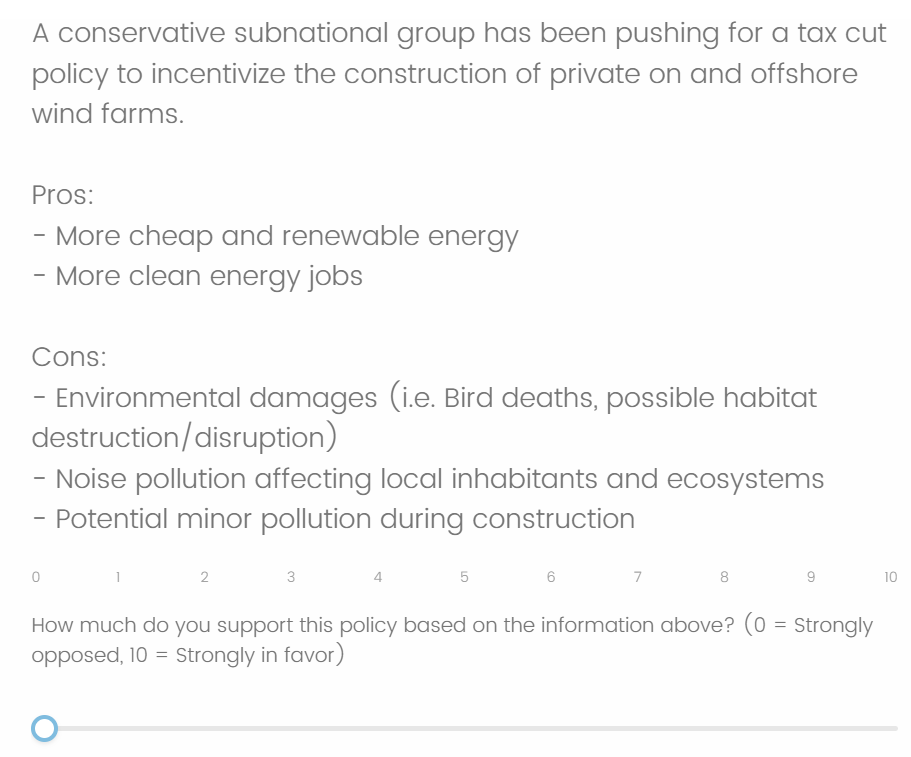 A conservative subnational group has been pushing for a tax cut
policy to incentivize the construction of private on and offshore
wind farms.
Pros:
- More cheap and renewable energy
- More clean energy jobs
Cons:
- Environmental damages (i.e. Bird deaths, possible habitat
destruction/disruption)
- Noise pollution affecting local inhabitants and ecosystems
- Potential minor pollution during construction
0 1 2 3 4 5 6 7 8 9 10
How much do you support this policy based on the information above? (0 = Strongly
opposed, 10 = Strongly in favor)